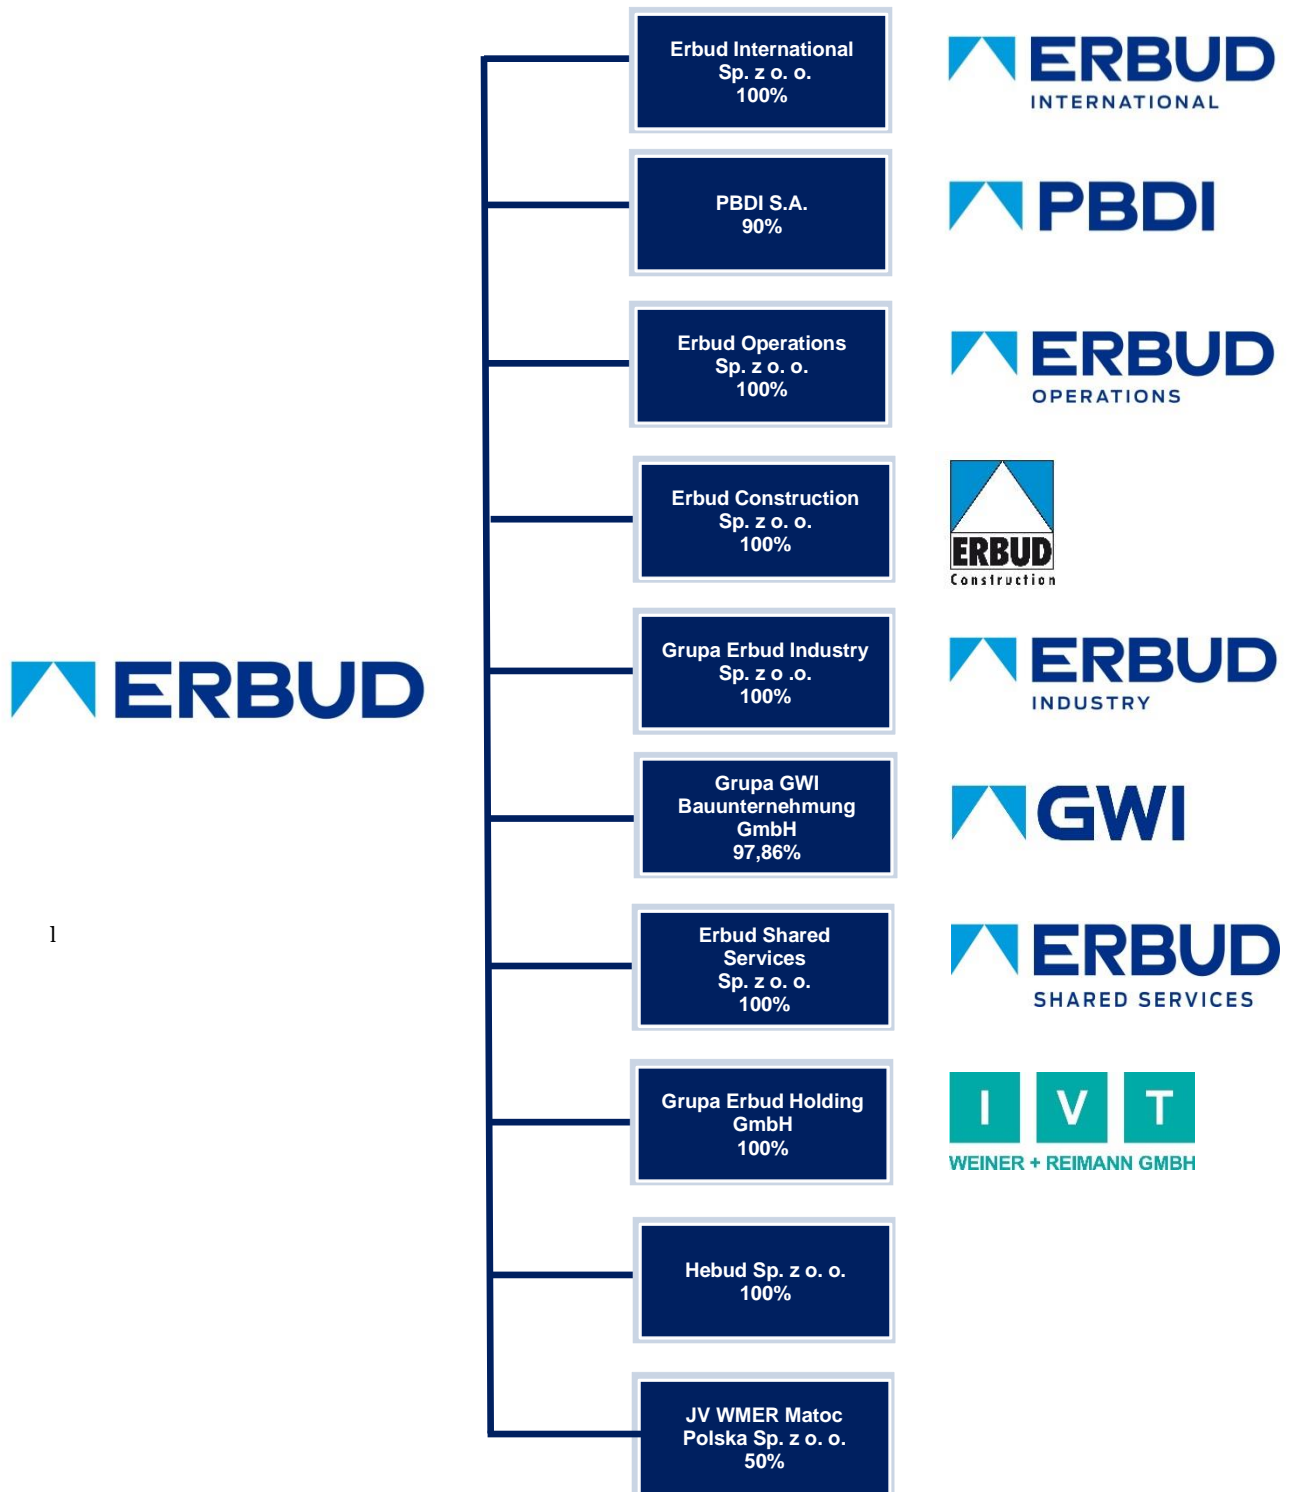 Erbud International
Sp. z o. o.
100%
ERBUD
INTERNATIONAL
PBDI S.A.
90%
PBDI
Erbud Operations
Sp. z o. o.
100%
ERBUD
OPERATIONS
Erbud Construction
Sp. z o. o.
100%
ERBUD
Construction
ERBUD
Grupa Erbud Industry
Sp. z o .o.
100%
ERBUD
INDUSTRY
Grupa GWI
Bauunternehmung
GmbH
97,86%
GWI
l
Erbud Shared
Services
Sp. z o. o.
100%
ERBUD
SHARED SERVICES
Grupa Erbud Holding
GmbH
100%
I V T
WEINER + REIMANN GMBH
Hebud Sp. z o. o.
100%
JV WMER Matoc
Polska Sp. z o. o.
50%